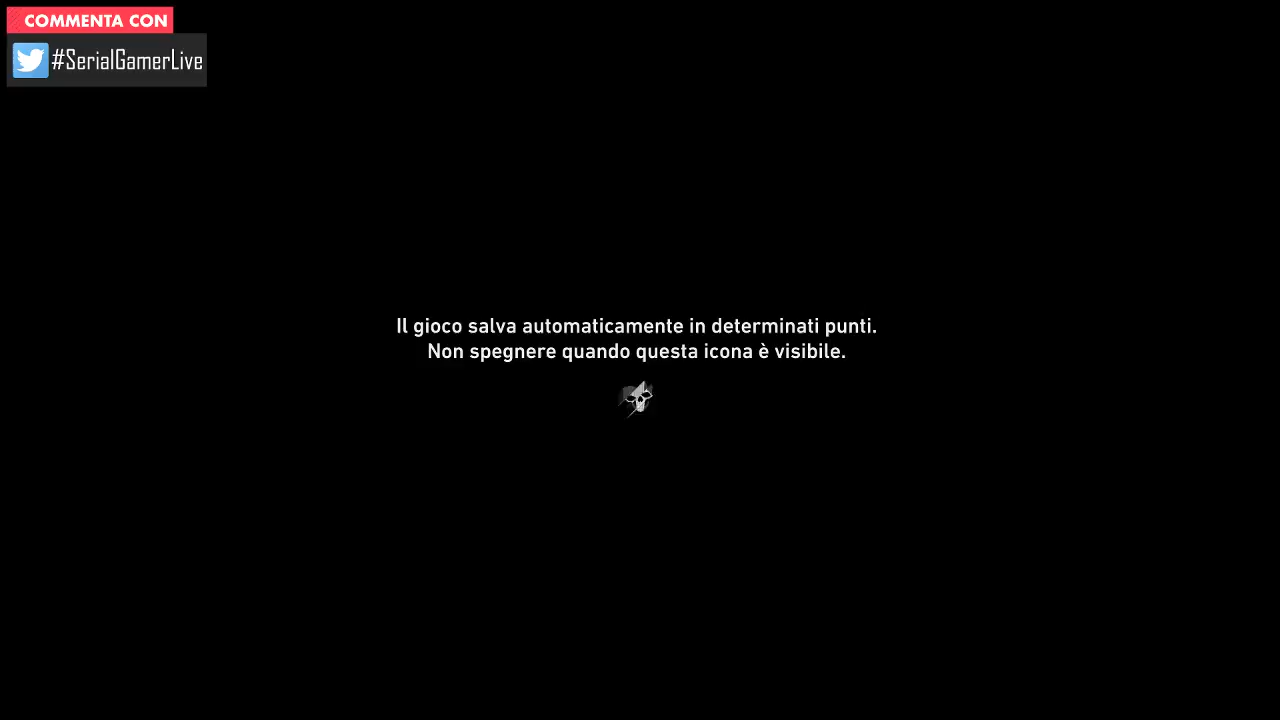 COMMENTA CON
#SerialGamerLive
Il gioco salva automaticamente in determinati punti.
Non spegnere quando questa icona è visibile.